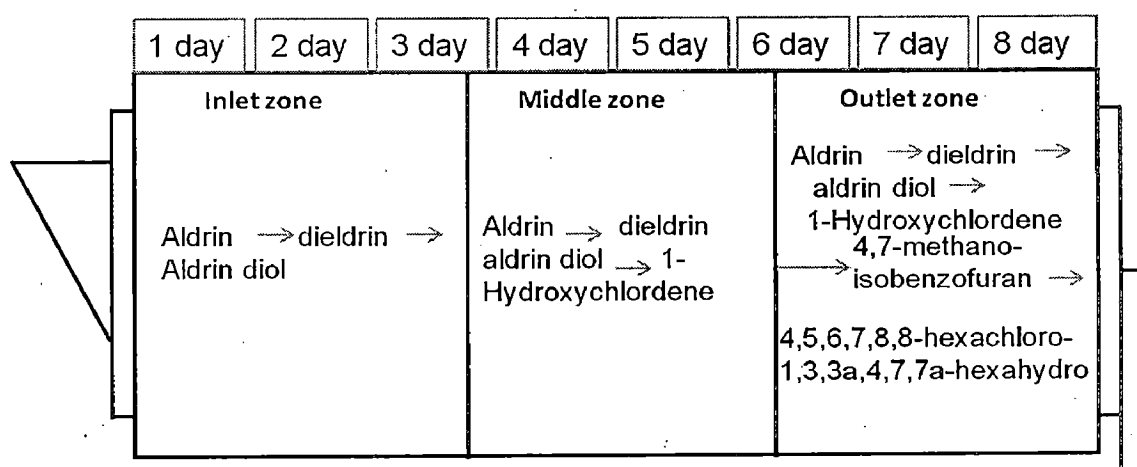 1 day 2 day 3 day 4 day 5 day 6 day 7 day 8 day
Inlet zone
Aldrin → dieldrin →
Aldrin diol
Middle zone
Aldrin → dieldrin
aldrin diol → 1-
Hydroxychlordene
Outlet zone
Aldrin → dieldrin →
aldrin diol →
1-Hydroxychlordene
→ 4,7-methano-
isobenzofuran →
4,5,6,7,8,8-hexachloro-
1,3,3a,4,7,7a-hexahydro